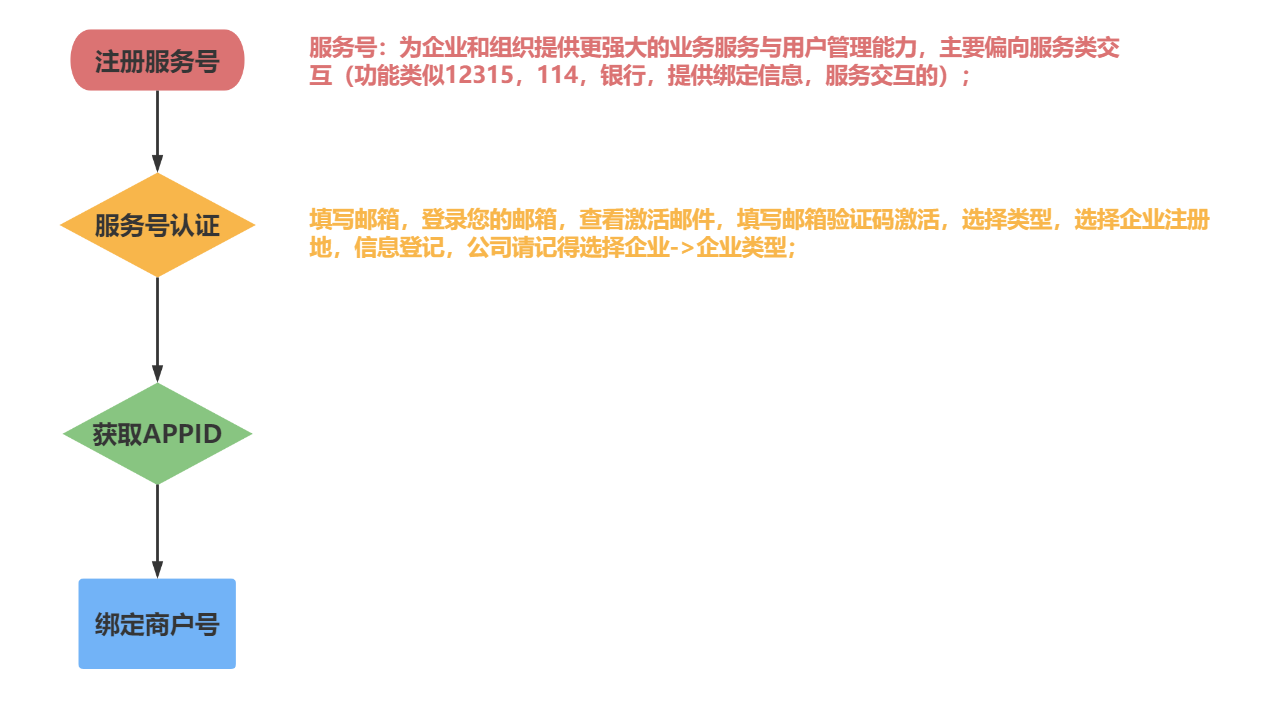 注册服务号
服务号：为企业和组织提供更强大的业务服务与用户管理能力，主要偏向服务类交
互（功能类似12315，114，银行，提供绑定信息，服务交互的）；
服务号认证
填写邮箱，登录您的邮箱，查看激活邮件，填写邮箱验证码激活，选择类型，选择企业注册
地，信息登记，公司请记得选择企业->企业类型；
获取APPID
绑定商户号